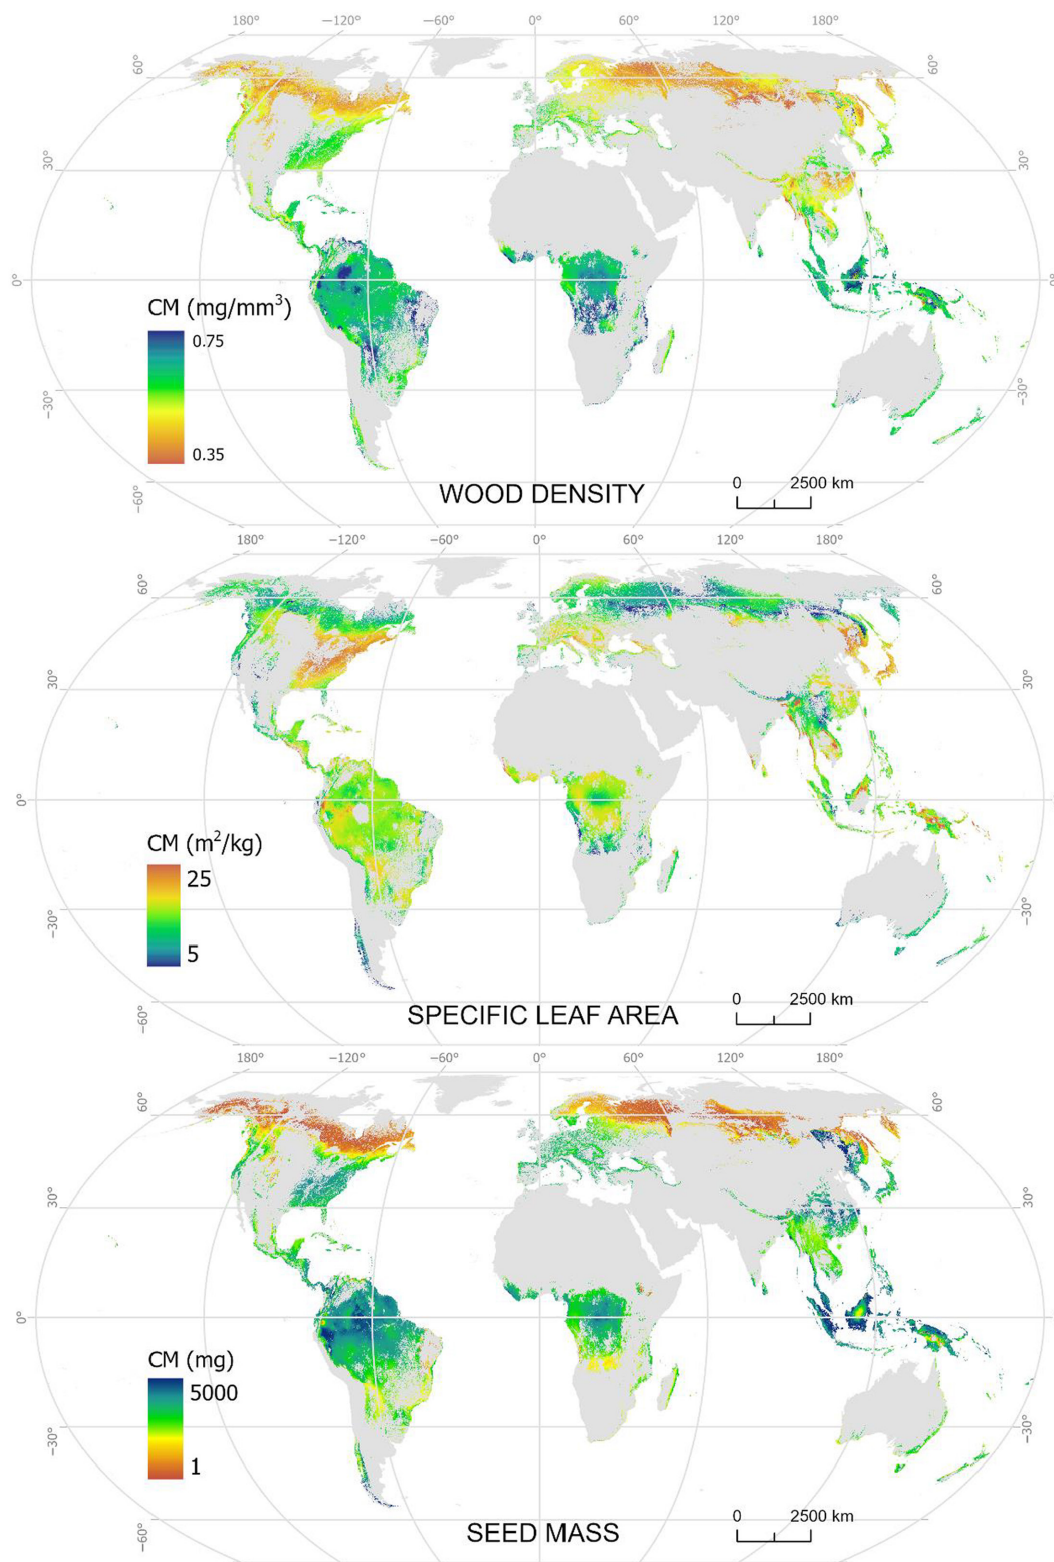 180° −120° −60° 0° 60° 120° 180°
60° 60°
30° 30°
0° 0°
CM (mg/mm³)
0.75
0.35
−30° −30°
−60°
WOOD DENSITY
0 2500 km
180° −120° −60° 0° 60° 120° 180°
60° 60°
30° 30°
0° 0°
CM (m²/kg)
25
5
−30° −30°
−60°
SPECIFIC LEAF AREA
0 2500 km
180° −120° −60° 0° 60° 120° 180°
60° 60°
30° 30°
0° 0°
CM (mg)
5000
1
−30° −30°
−60°
SEED MASS
0 2500 km